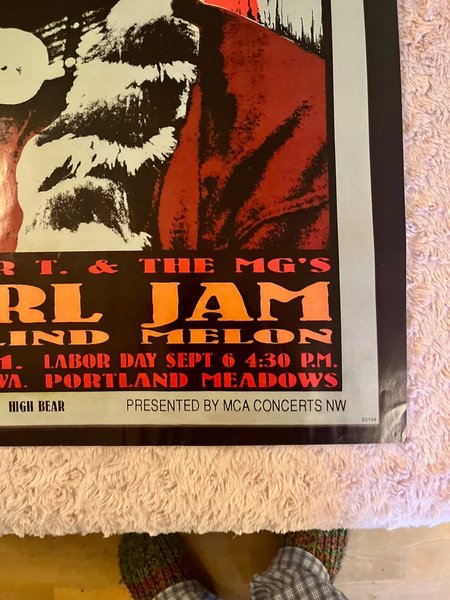 R T. & THE MG'S
RL JAM
LIND MELON
1. LABOR DAY SEPT 6 4:30 P.M.
WA. PORTLAND MEADOWS
HIGH BEAR PRESENTED BY MCA CONCERTS NW
55144